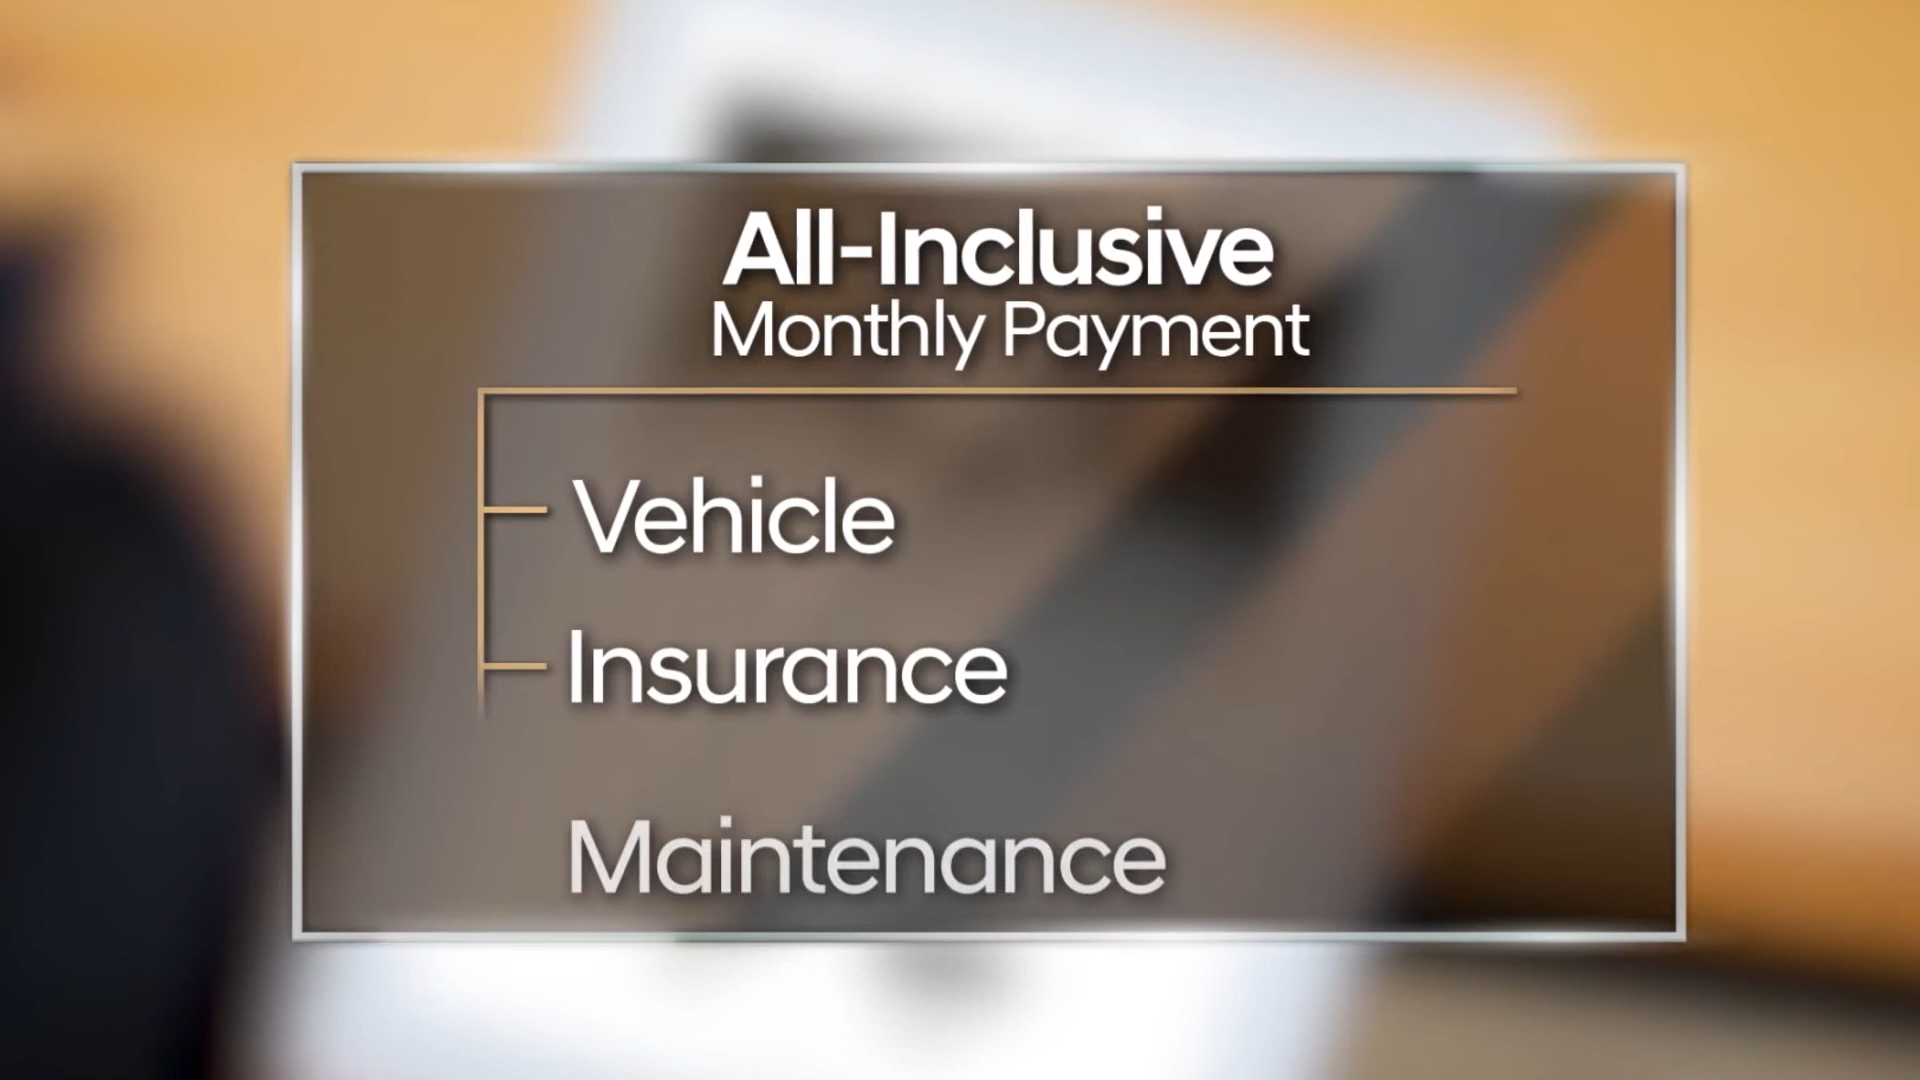 All-Inclusive
Monthly Payment
Vehicle
Insurance
Maintenance